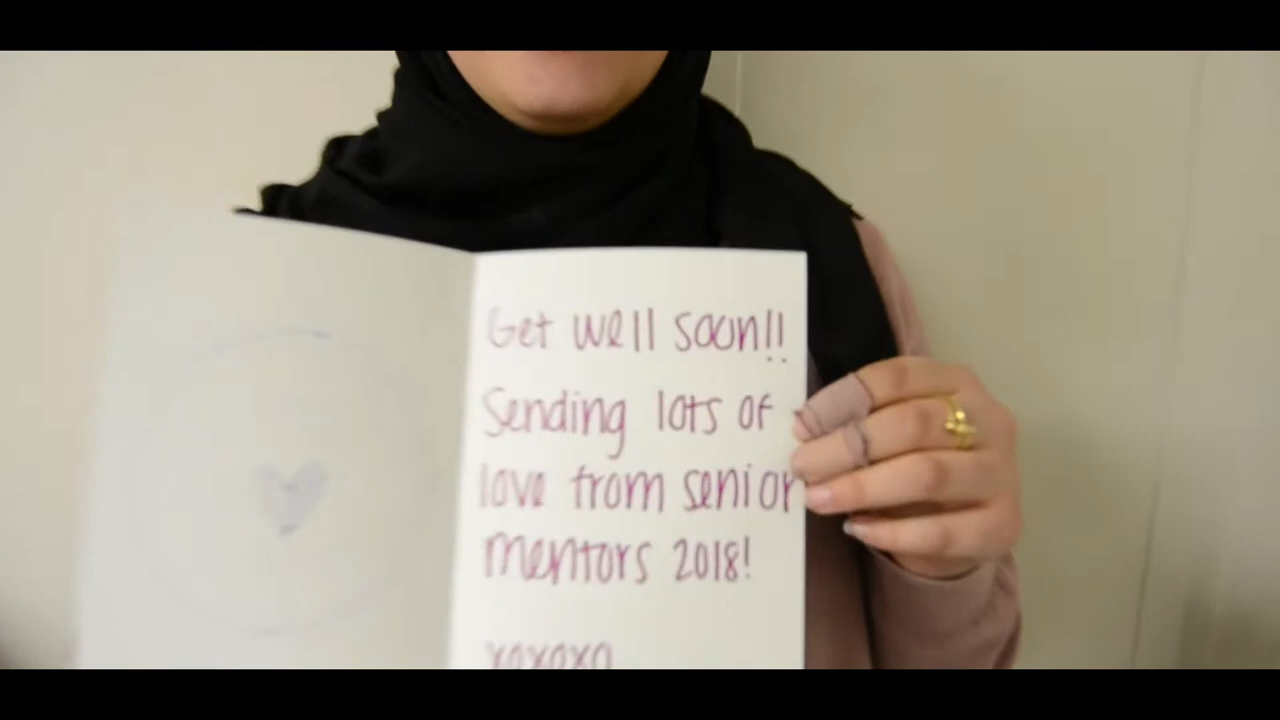 Get well soon!!
Sending lots of
love from senior
mentors 2018!
xoxoxo